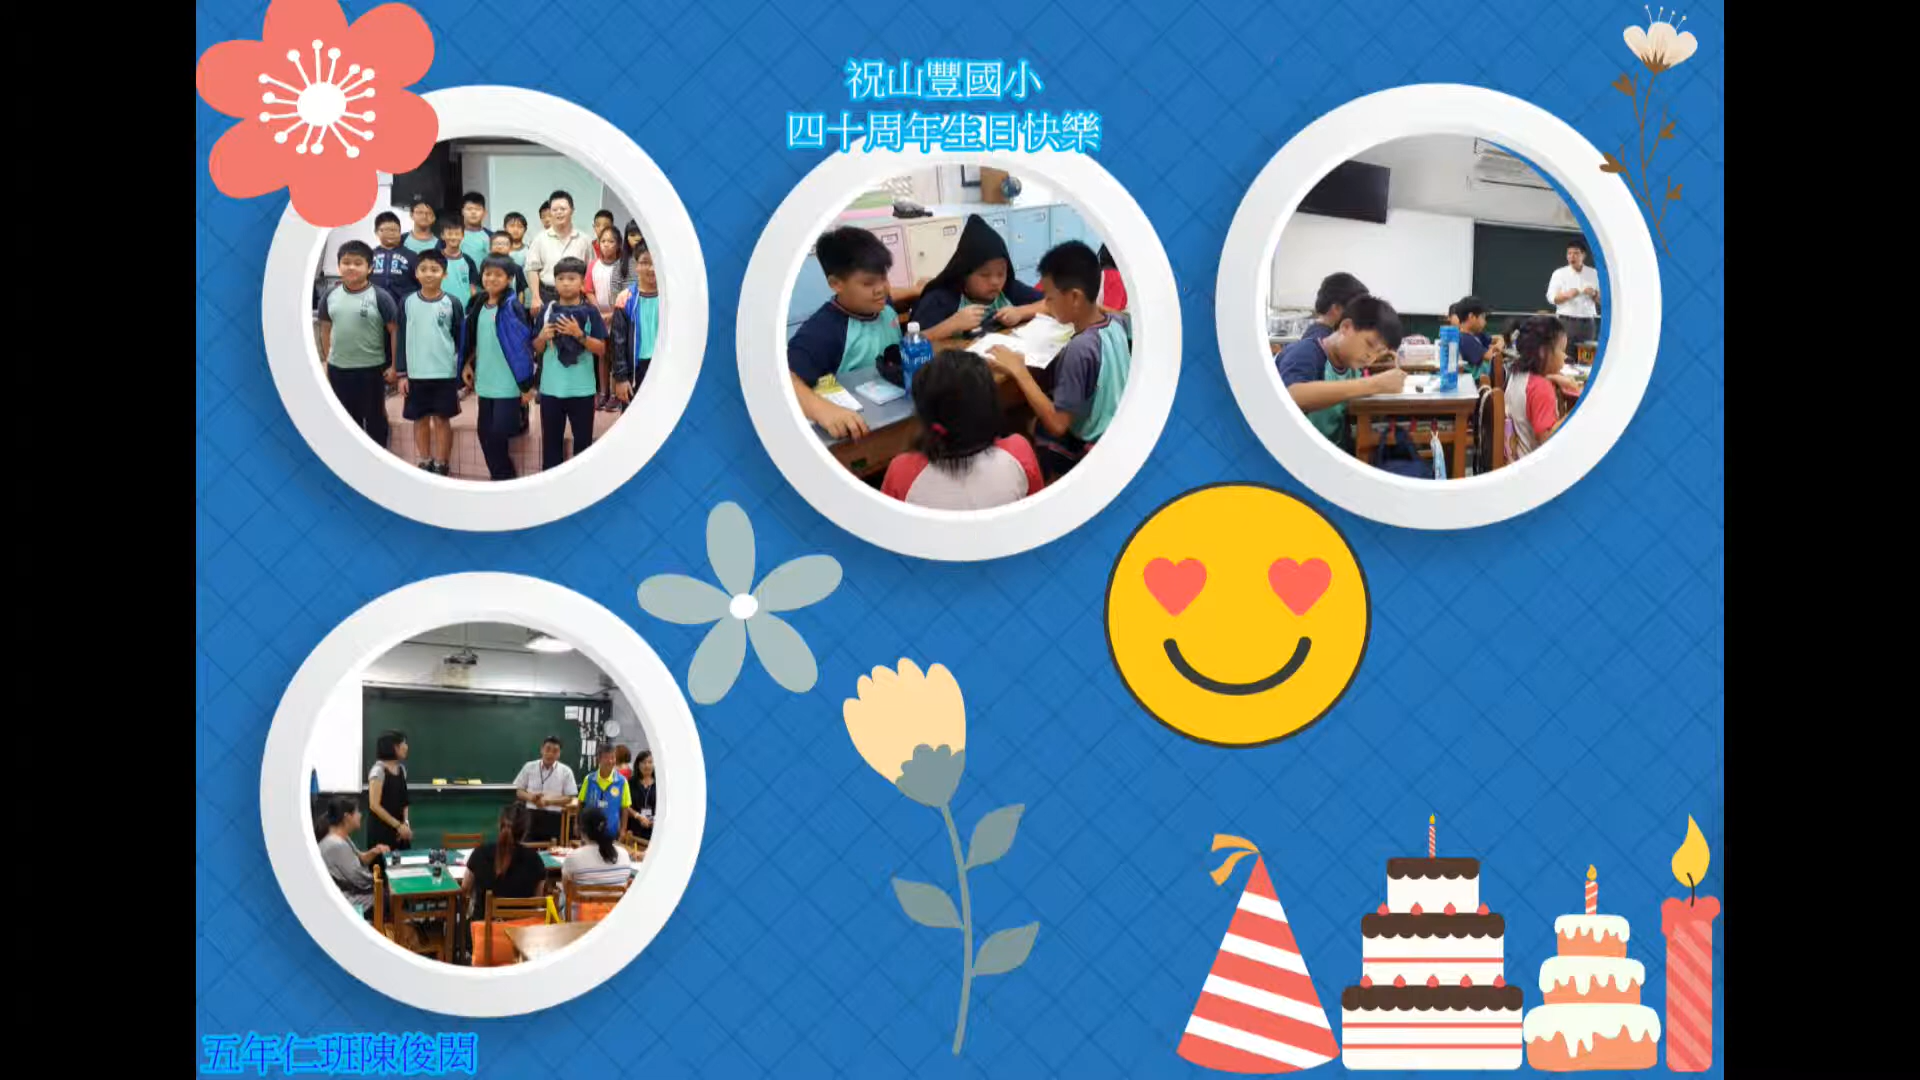 祝山豐國小
四十周年生日快樂
五年仁班陳俊閎